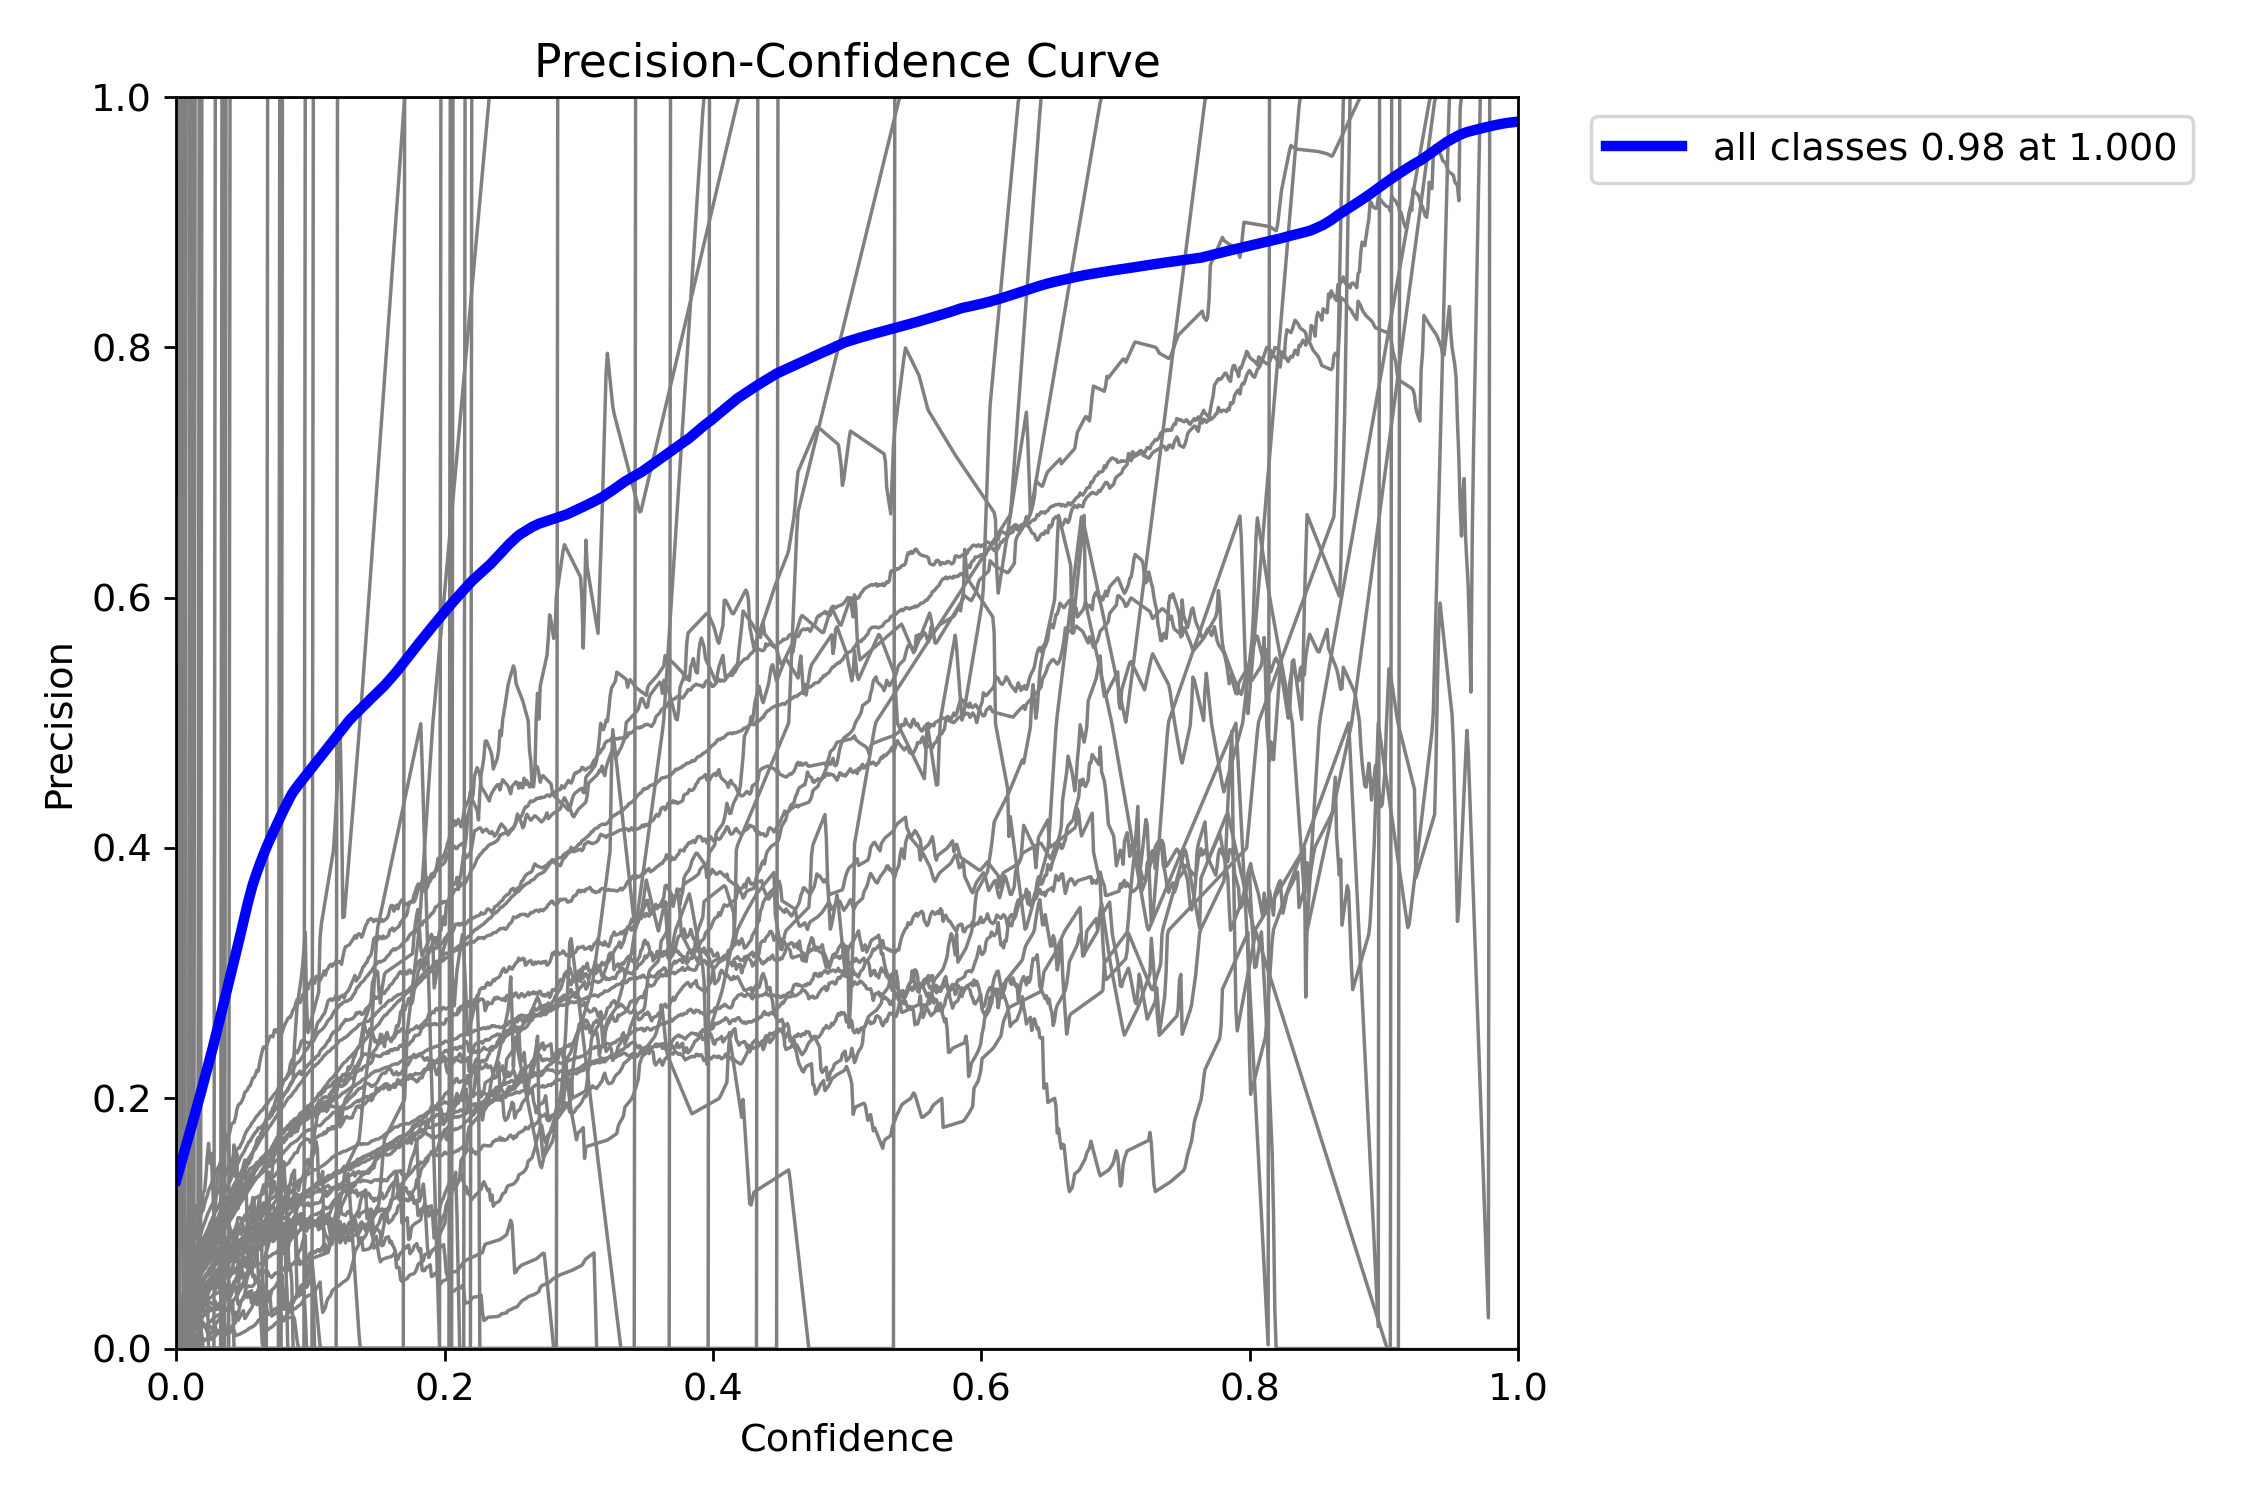 Precision-Confidence Curve
all classes 0.98 at 1.000
Precision
1.0
0.8
0.6
0.4
0.2
0.0
0.0 0.2 0.4 0.6 0.8 1.0
Confidence